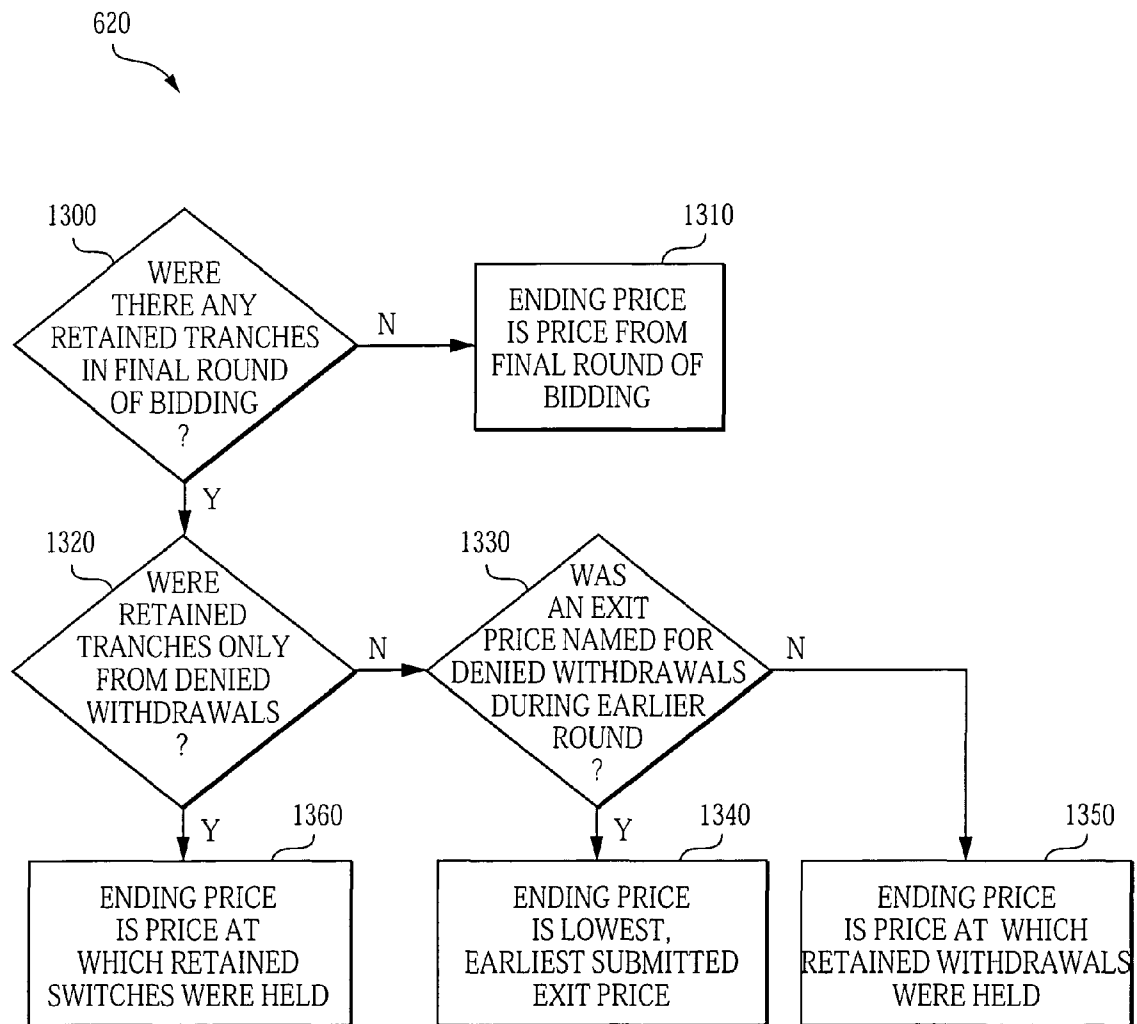 620
1300
WERE
THERE ANY
RETAINED TRANCHES
IN FINAL ROUND
OF BIDDING
?
N
1310
ENDING PRICE
IS PRICE FROM
FINAL ROUND OF
BIDDING
Y
1320
WERE
RETAINED
TRANCHES ONLY
FROM DENIED
WITHDRAWALS
?
N
1330
WAS
AN EXIT
PRICE NAMED FOR
DENIED WITHDRAWALS
DURING EARLIER
ROUND
?
N
Y
1360
ENDING PRICE
IS PRICE AT
WHICH RETAINED
SWITCHES WERE HELD
Y
1340
ENDING PRICE
IS LOWEST,
EARLIEST SUBMITTED
EXIT PRICE
1350
ENDING PRICE
IS PRICE AT WHICH
RETAINED WITHDRAWALS
WERE HELD